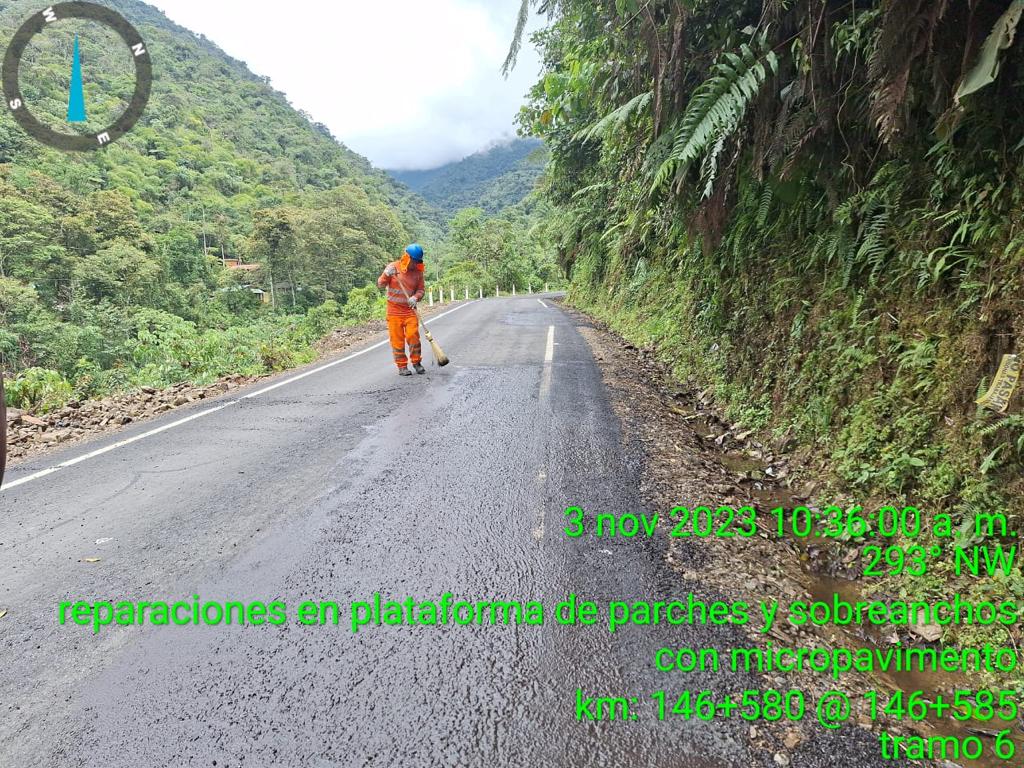 W
N
S
E
3 nov 2023 10:36:00 a. m.
293° NW
reparaciones en plataforma de parches y sobreanchos
con micropavimento
km: 146+580 @ 146+585
tramo 6